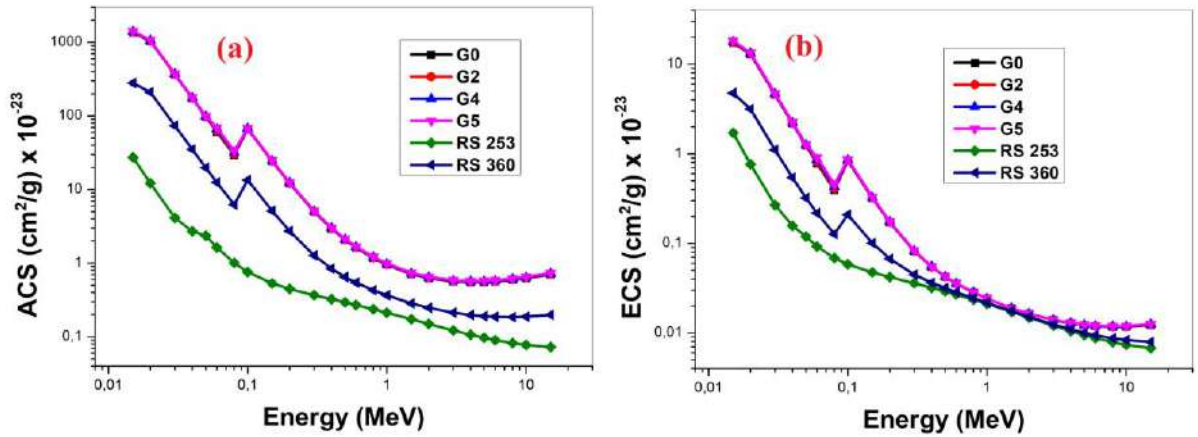 (a)
ACS (cm²/g) x 10⁻²³
1000
100
10
1
0,1
G0
G2
G4
G5
RS 253
RS 360
0,01
0,1
1
10
Energy (MeV)
(b)
ECS (cm²/g) x 10⁻²³
10
1
0,1
0,01
G0
G2
G4
G5
RS 253
RS 360
0,01
0,1
1
10
Energy (MeV)